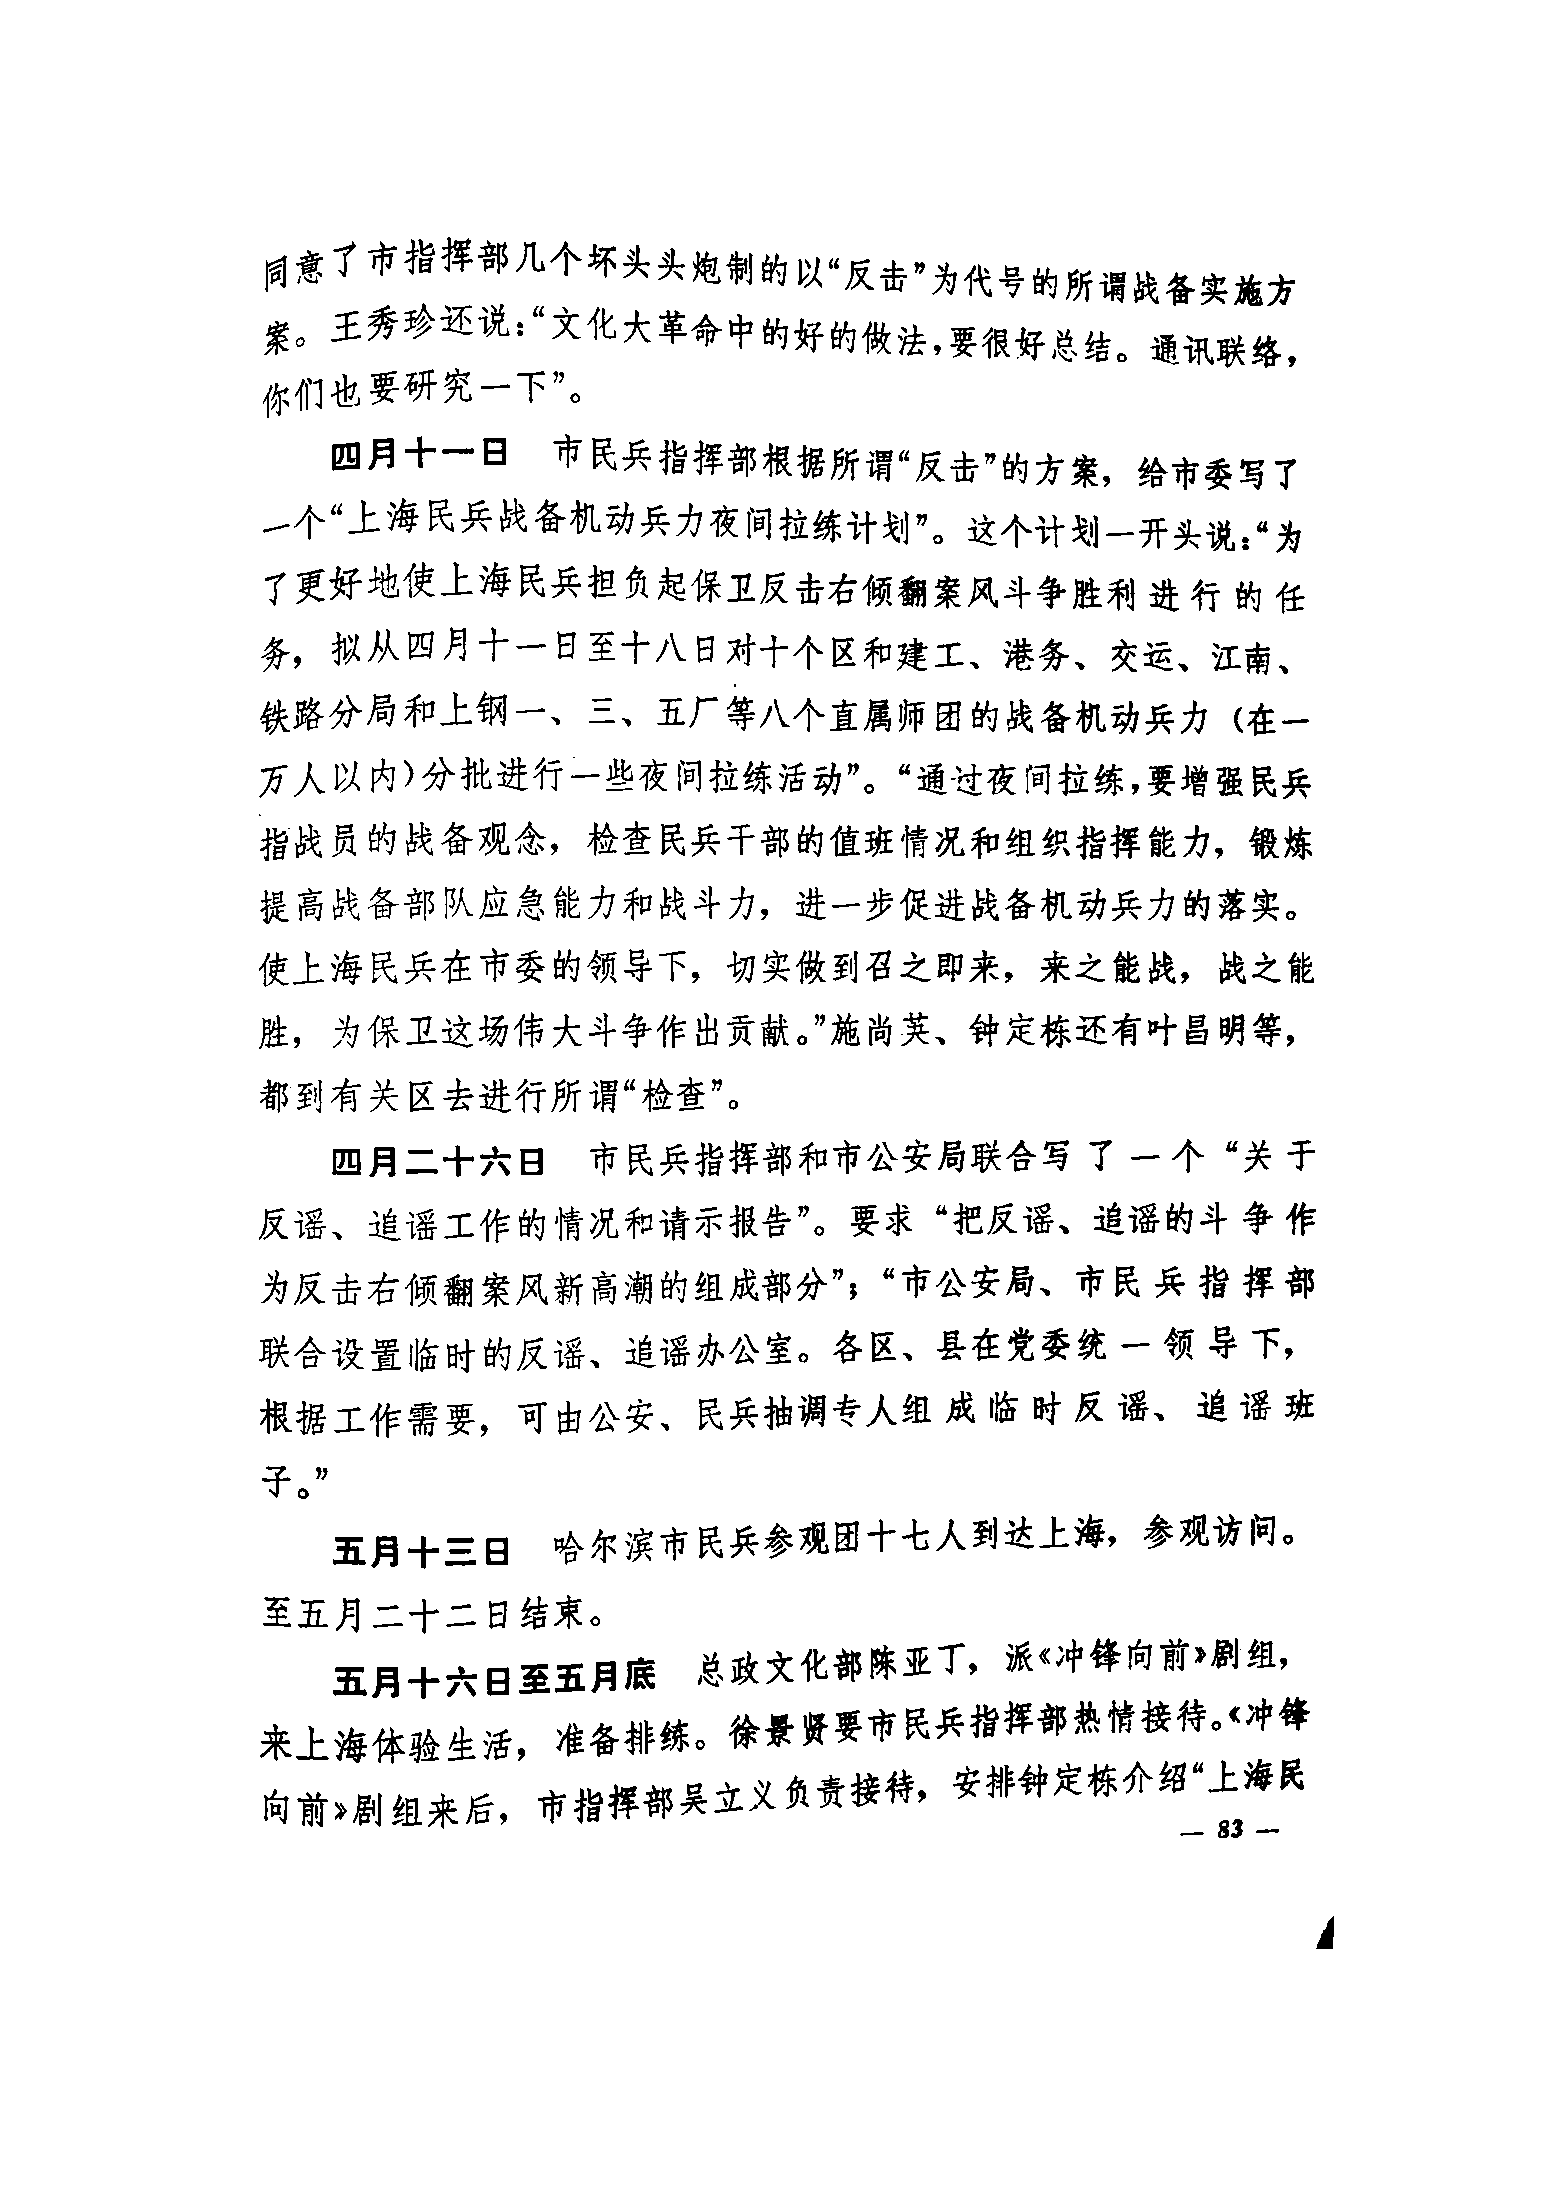 同意了市指挥部几个坏头头炮制的以“反击”为代号的所谓战备实施方
案。王秀珍还说：“文化大革命中的好的做法，要很好总结。通讯联络，
你们也要研究一下”。
四月十一日　市民兵指挥部根据所谓“反击”的方案，给市委写了
一个“上海民兵战备机动兵力夜间拉练计划”。这个计划一开头说：“为
了更好地使上海民兵担负起保卫反击右倾翻案风斗争胜利进行的任
务，拟从四月十一日至十八日对十个区和建工、港务、交运、江南、
铁路分局和上钢一、三、五厂等八个直属师团的战备机动兵力（在一
万人以内）分批进行一些夜间拉练活动”。“通过夜间拉练，要增强民兵
指战员的战备观念，检查民兵干部的值班情况和组织指挥能力，锻炼
提高战备部队应急能力和战斗力，进一步促进战备机动兵力的落实。
使上海民兵在市委的领导下，切实做到召之即来，来之能战，战之能
胜，为保卫这场伟大斗争作出贡献。”施尚英、钟定栋还有叶昌明等，
都到有关区去进行所谓“检查”。
四月二十六日　市民兵指挥部和市公安局联合写了一个“关于
反谣、追谣工作的情况和请示报告”。要求“把反谣、追谣的斗争作
为反击右倾翻案风新高潮的组成部分”；“市公安局、市民兵指挥部
联合设置临时的反谣、追谣办公室。各区、县在党委统一领导下，
根据工作需要，可由公安、民兵抽调专人组成临时反谣、追谣班
子。”
五月十三日　哈尔滨市民兵参观团十七人到达上海，参观访问。
至五月二十二日结束。
五月十六日至五月底　总政文化部陈亚丁，派《冲锋向前》剧组，
来上海体验生活，准备排练。徐景贤要市民兵指挥部热情接待。《冲锋
向前》剧组来后，市指挥部吴立义负责接待，安排钟定栋介绍“上海民
— 83 —